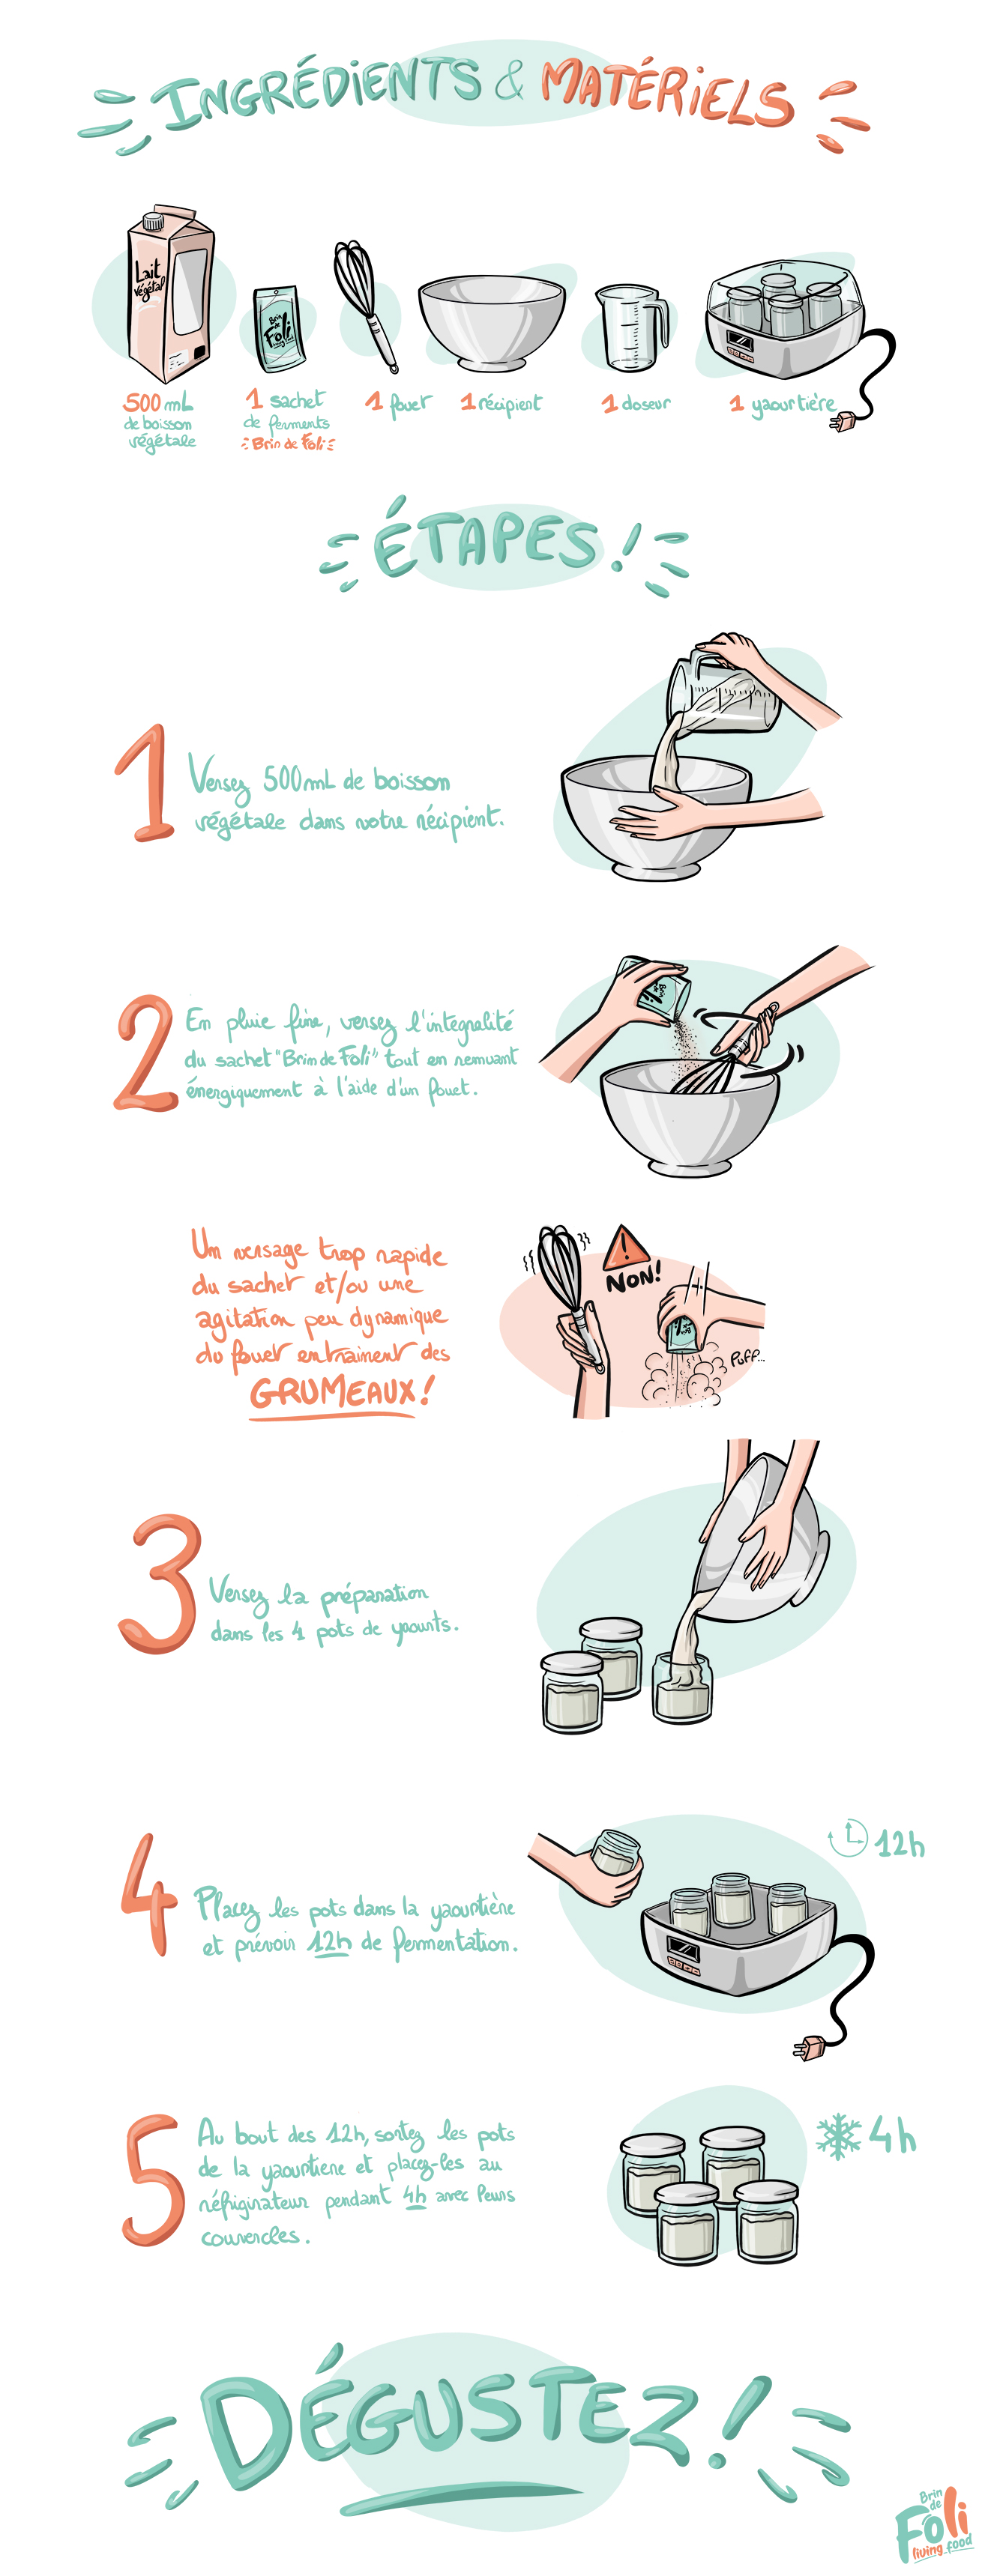 INGRÉDIENTS & MATÉRIELS
Lait
végétal
Brin
de
Foli
500 mL
de boisson
végétale
1 sachet
de ferments
Brin de Foli
1 fouet
1 récipient
1 doseur
1 yaourtière
ÉTAPES !
1
Versez 500mL de boisson
végétale dans votre récipient.
2
En pluie fine, versez l'intégralité
du sachet "Brin de Foli" tout en remuant
énergiquement à l'aide d'un fouet.
Un versage trop rapide
du sachet et/ou une
agitation peu dynamique
du fouet entrainent des
GRUMEAUX !
!
NON!
Puff...
3
Versez la préparation
dans les 4 pots de yaourts.
4
Placez les pots dans la yaourtière
et prévoir 12h de fermentation.
12h
5
Au bout des 12h, sortez les pots
de la yaourtiere et placez-les au
réfrigirateur pendant 4h avec leurs
couvercles.
4h
DÉGUSTEZ !
Brin
de
Foli
living food